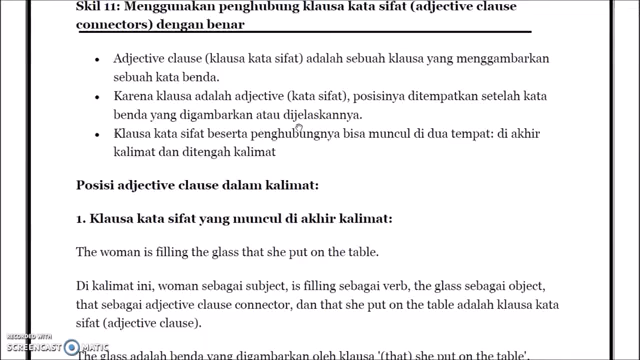 Skil 11: Menggunakan penghubung klausa kata sifat (adjective clause
connectors) dengan benar
• Adjective clause (klausa kata sifat) adalah sebuah klausa yang menggambarkan
sebuah kata benda.
• Karena klausa adalah adjective (kata sifat), posisinya ditempatkan setelah kata
benda yang digambarkan atau dijelaskannya.
• Klausa kata sifat beserta penghubungnya bisa muncul di dua tempat: di akhir
kalimat dan ditengah kalimat
Posisi adjective clause dalam kalimat:
1. Klausa kata sifat yang muncul di akhir kalimat:
The woman is filling the glass that she put on the table.
Di kalimat ini, woman sebagai subject, is filling sebagai verb, the glass sebagai object,
that sebagai adjective clause connector, dan that she put on the table adalah klausa kata
sifat (adjective clause).
The glass adalah benda yang digambarkan oleh klausa '(that) she put on the table'.
RECORDED WITH
SCREENCAST MATIC